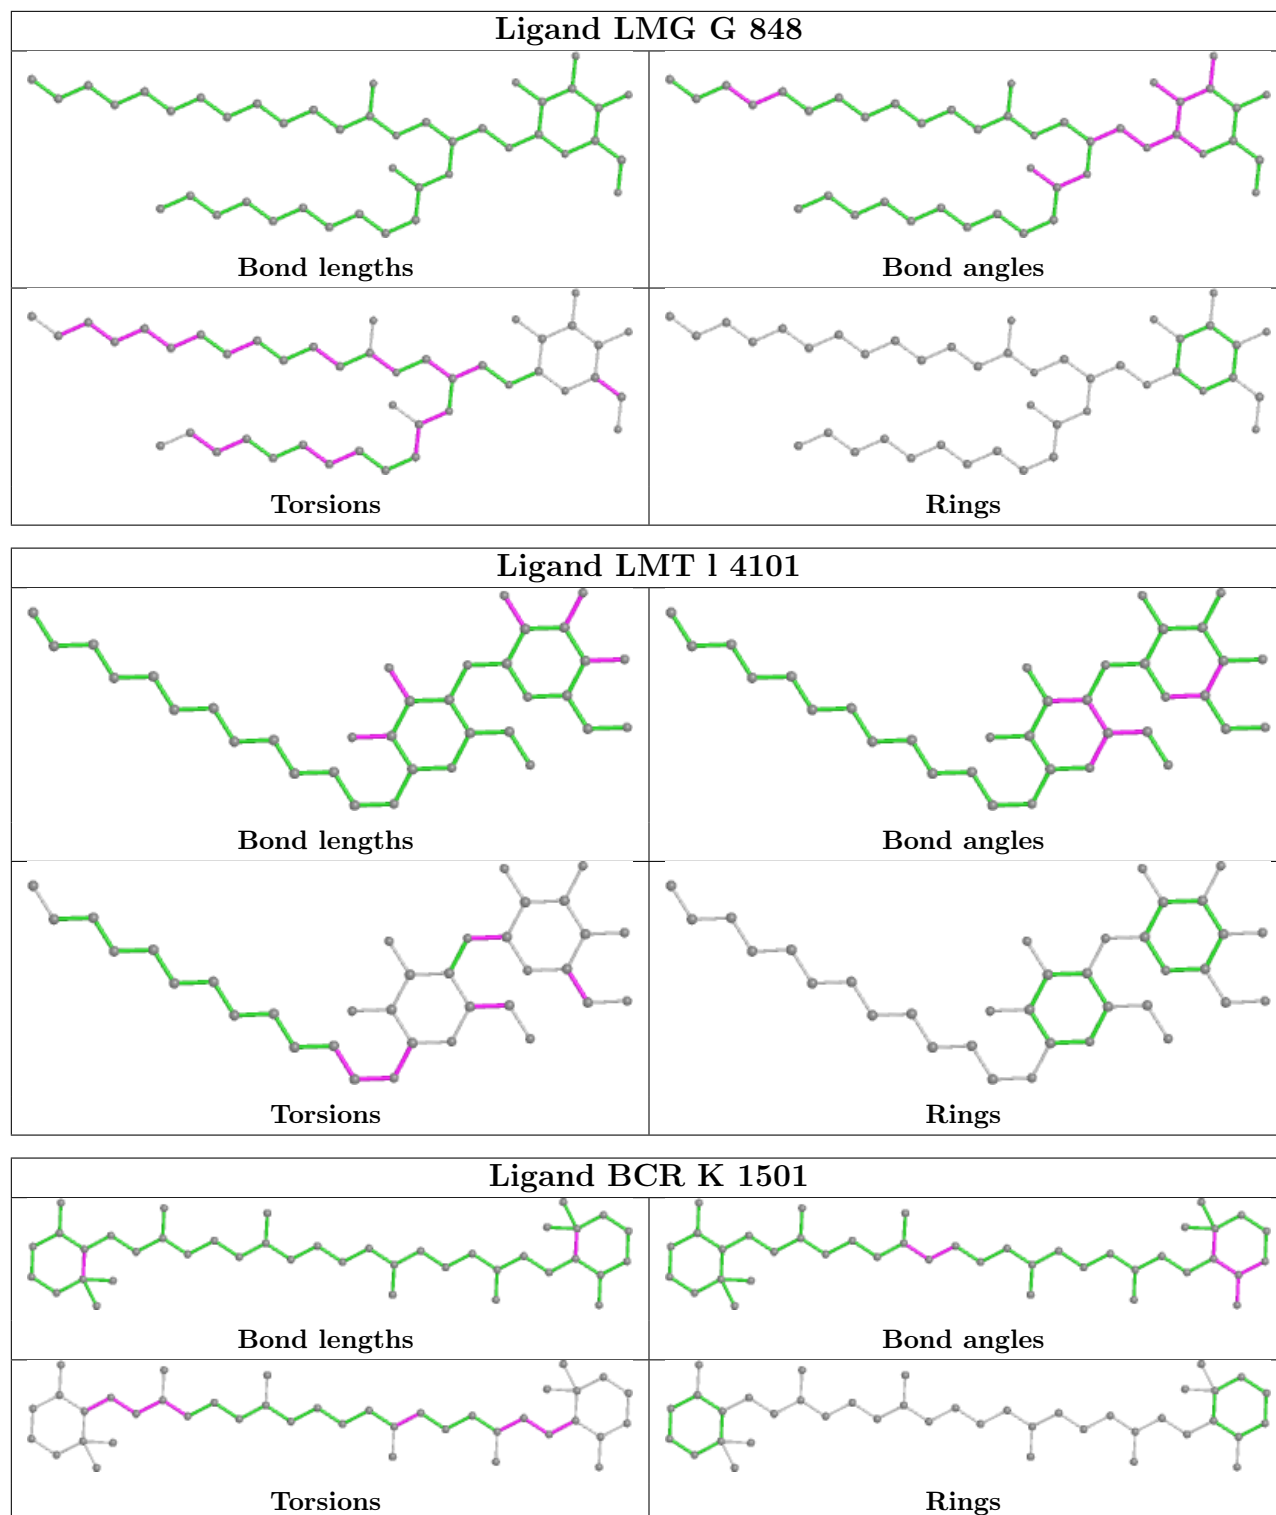 Ligand LMG G 848
Bond lengths
Bond angles
Torsions
Rings
Ligand LMT l 4101
Bond lengths
Bond angles
Torsions
Rings
Ligand BCR K 1501
Bond lengths
Bond angles
Torsions
Rings